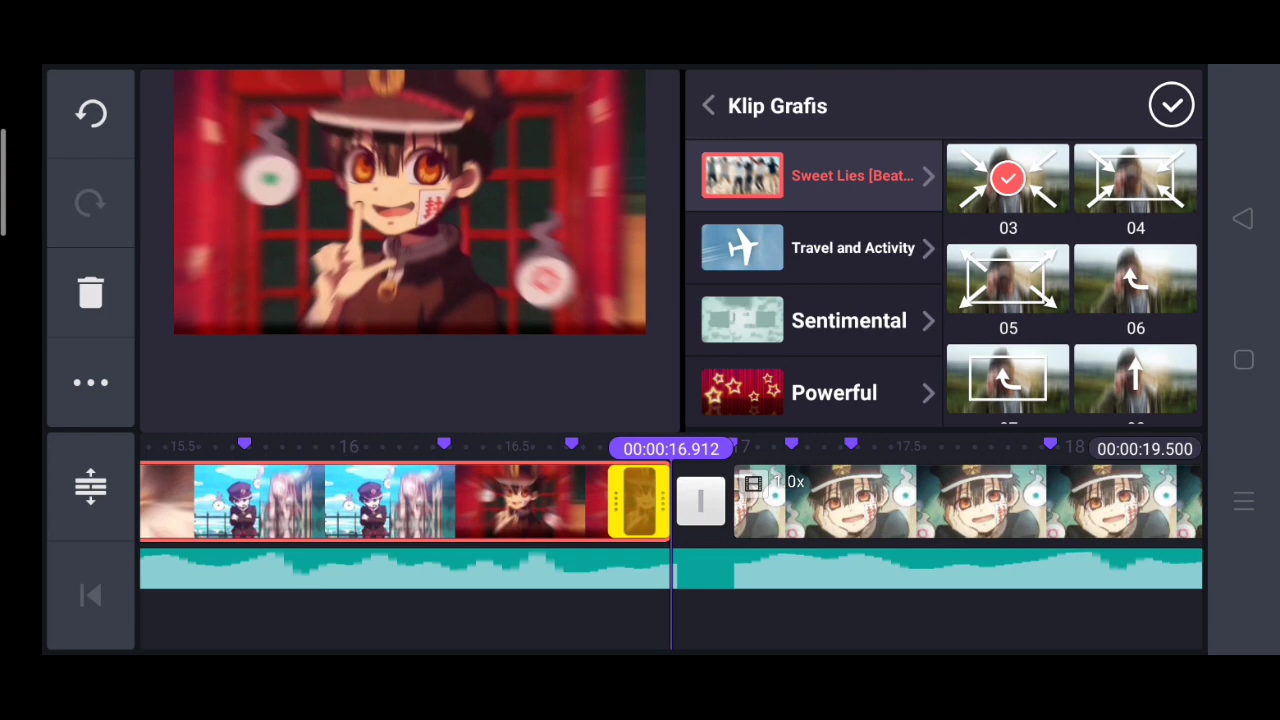 Klip Grafis
Sweet Lies [Beat...
03
04
Travel and Activity
05
06
Sentimental
Powerful
15.5
16
16.5
00:00:16.912
17.5
18
00:00:19.500
1.0x